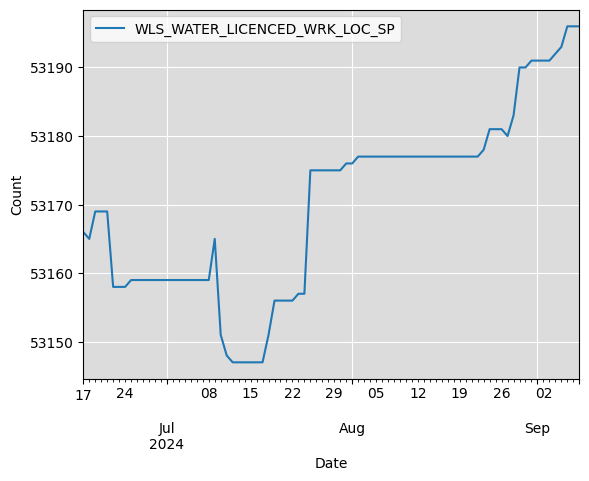 WLS_WATER_LICENCED_WRK_LOC_SP
53190
53180
53170
53160
53150
Count
17 24 08 15 22 29 05 12 19 26 02
Jul Aug Sep
2024
Date